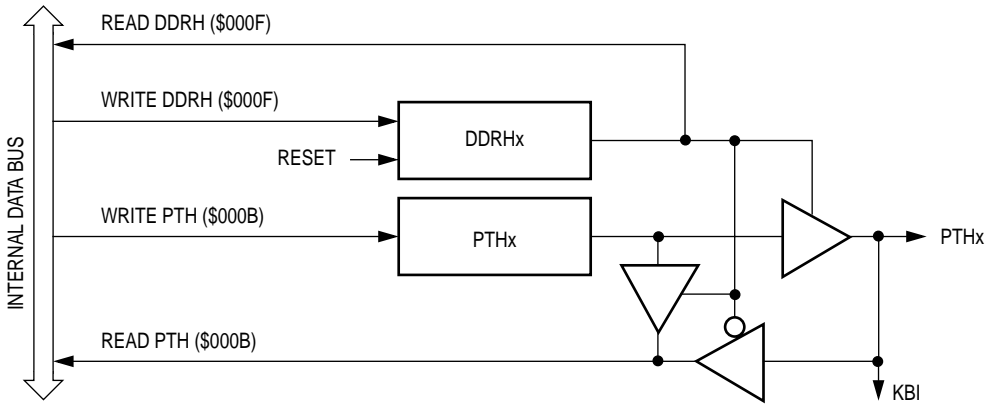 READ DDRH ($000F)
WRITE DDRH ($000F)
DDRHx
RESET
INTERNAL DATA BUS
WRITE PTH ($000B)
PTHx
PTHx
READ PTH ($000B)
KBI